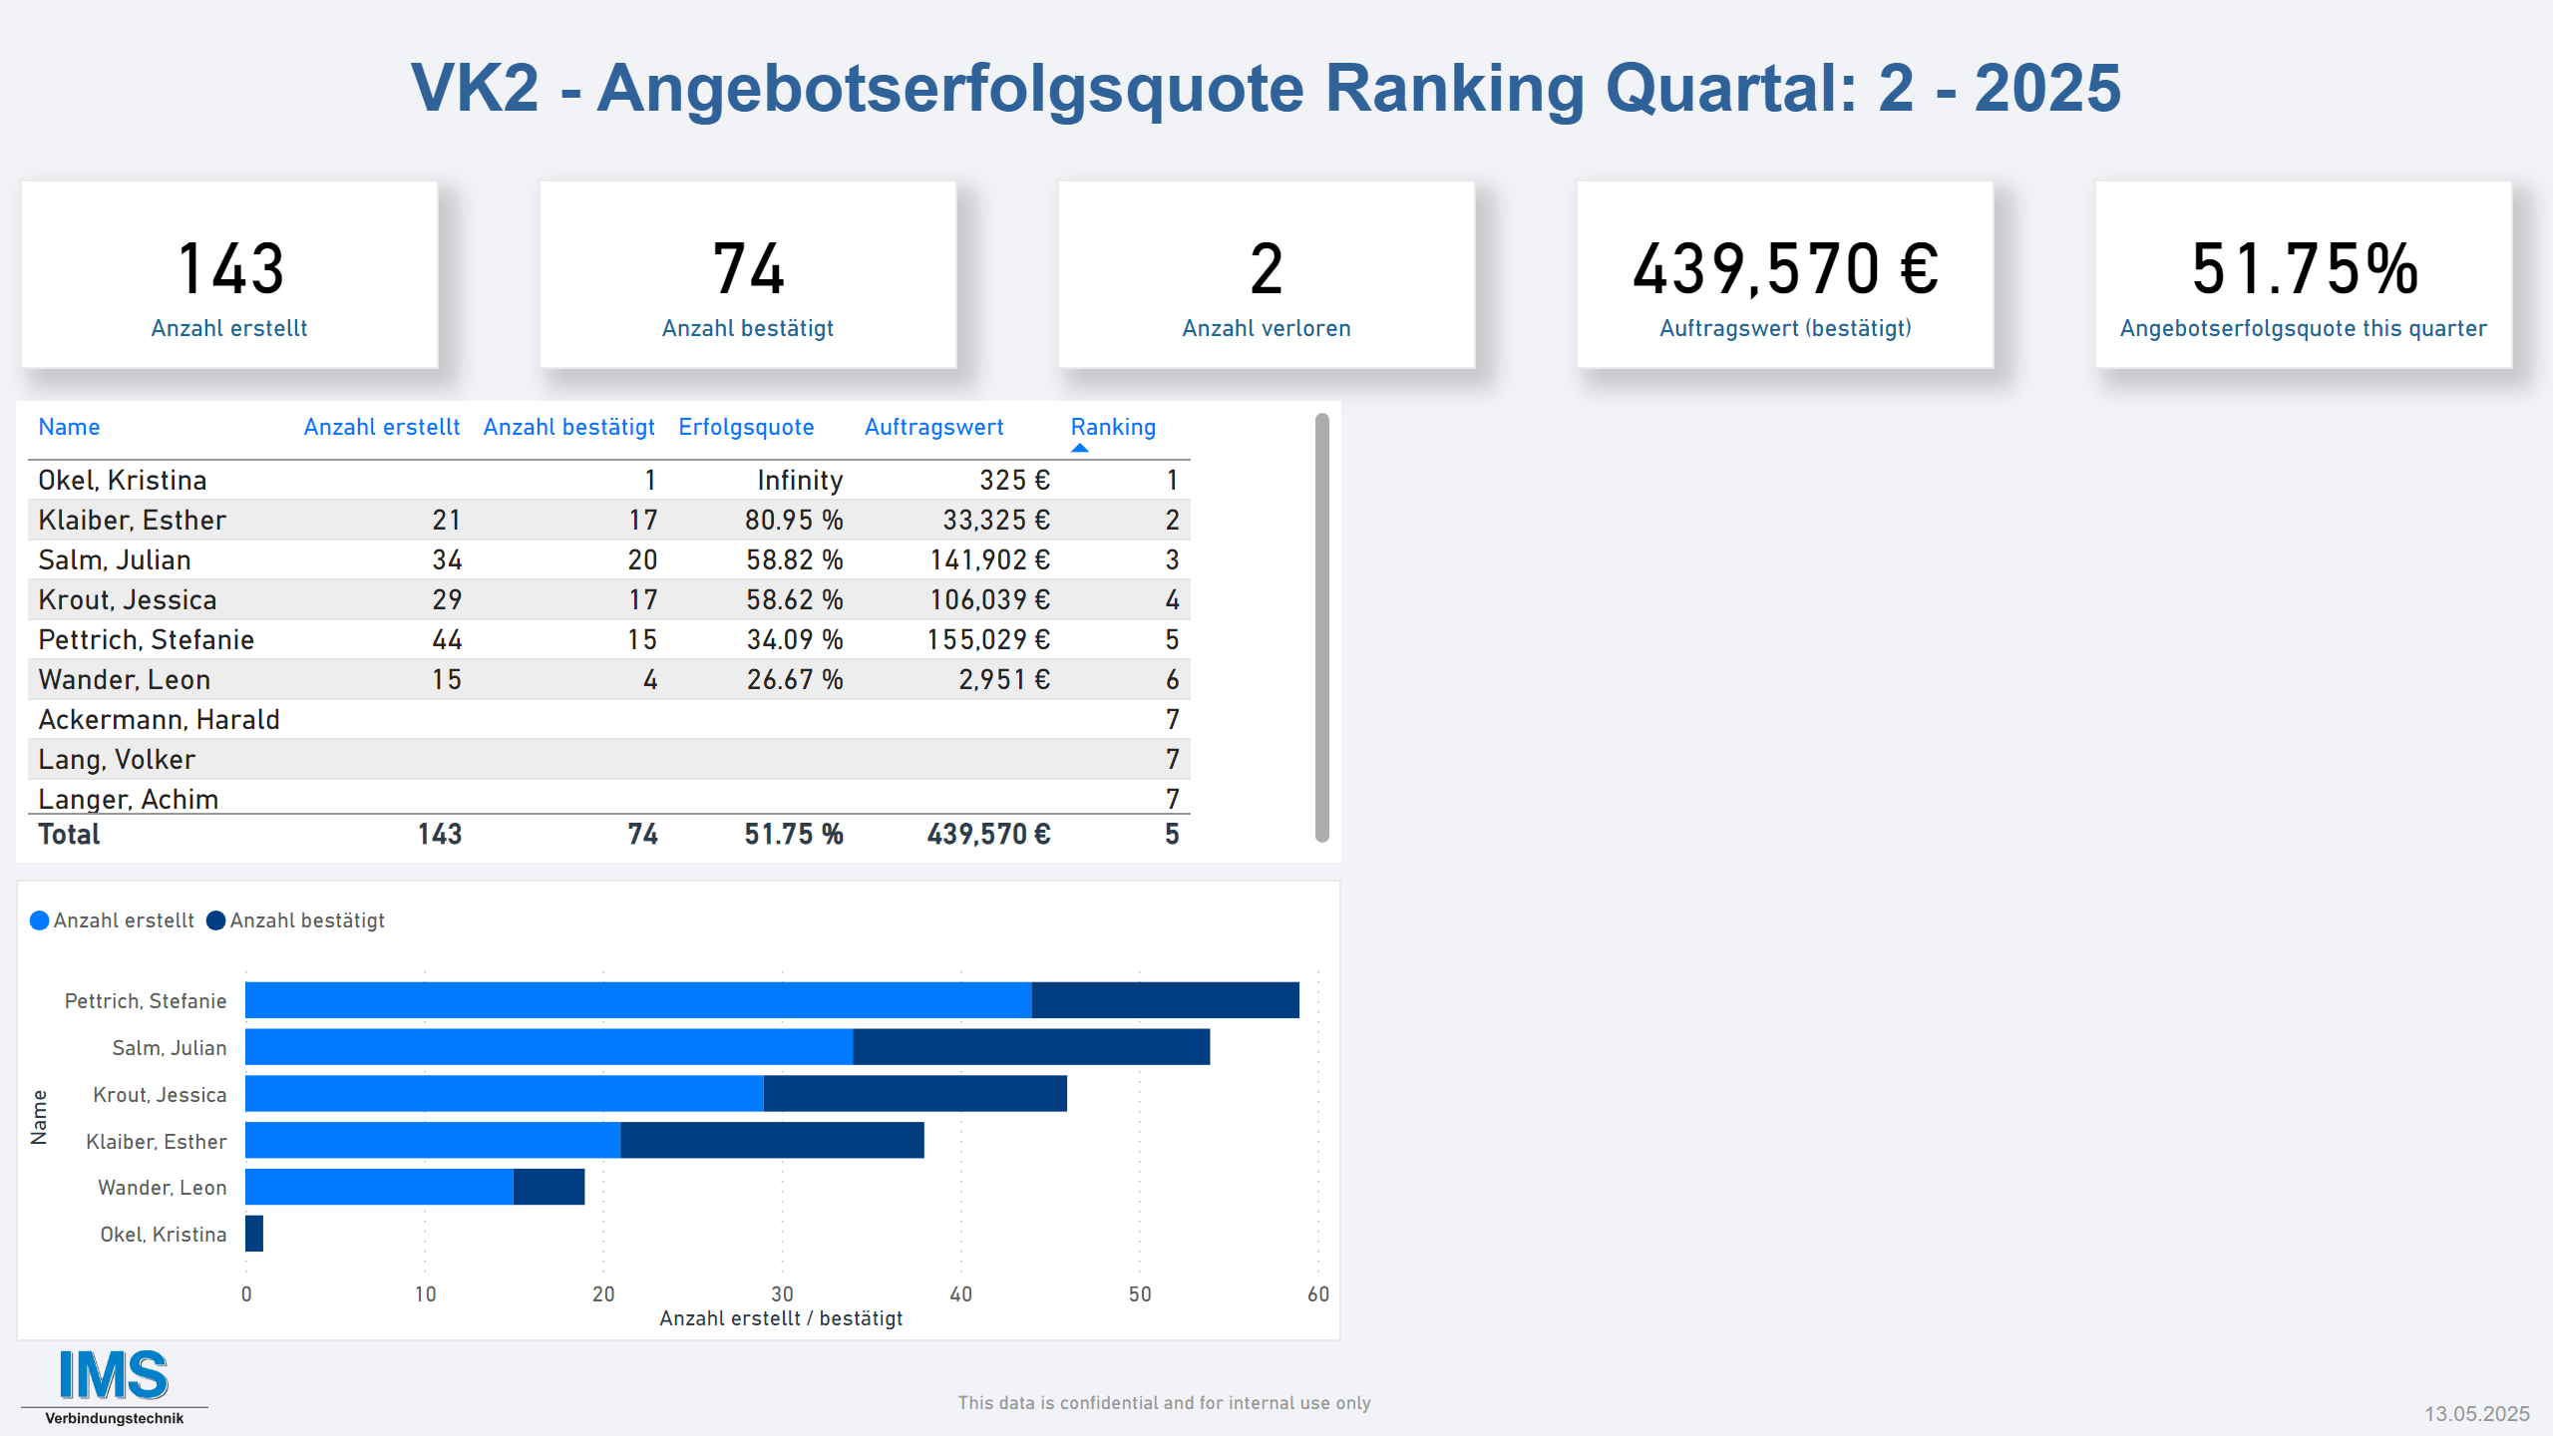 VK2 - Angebotserfolgsquote Ranking Quartal: 2 - 2025
143
Anzahl erstellt
74
Anzahl bestätigt
2
Anzahl verloren
439,570 €
Auftragswert (bestätigt)
51.75%
Angebotserfolgsquote this quarter
Name Anzahl erstellt Anzahl bestätigt Erfolgsquote Auftragswert Ranking
Okel, Kristina 1 Infinity 325 € 1
Klaiber, Esther 21 17 80.95 % 33,325 € 2
Salm, Julian 34 20 58.82 % 141,902 € 3
Krout, Jessica 29 17 58.62 % 106,039 € 4
Pettrich, Stefanie 44 15 34.09 % 155,029 € 5
Wander, Leon 15 4 26.67 % 2,951 € 6
Ackermann, Harald 7
Lang, Volker 7
Langer, Achim 7
Total 143 74 51.75 % 439,570 € 5
Anzahl erstellt Anzahl bestätigt
Name
Pettrich, Stefanie
Salm, Julian
Krout, Jessica
Klaiber, Esther
Wander, Leon
Okel, Kristina
0 10 20 30 40 50 60
Anzahl erstellt / bestätigt
IMS
Verbindungstechnik
This data is confidential and for internal use only
13.05.2025